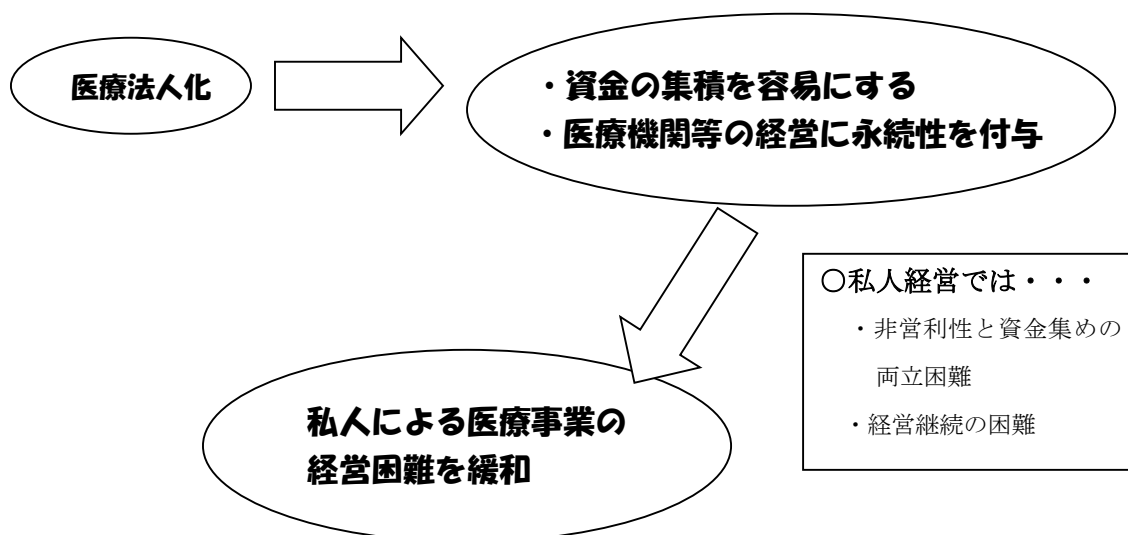 医療法人化
・資金の集積を容易にする
・医療機関等の経営に永続性を付与
〇私人経営では・・・
・非営利性と資金集めの
両立困難
・経営継続の困難
私人による医療事業の
経営困難を緩和